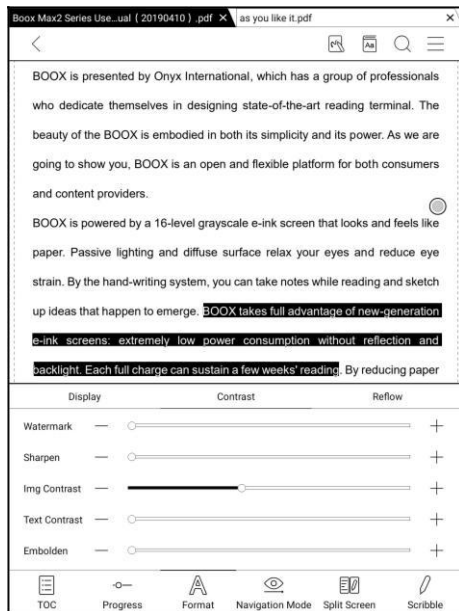 Boox Max2 Series Use...ual ( 20190410 ) .pdf ×
as you like it.pdf ×
Aa
BOOX is presented by Onyx International, which has a group of professionals
who dedicate themselves in designing state-of-the-art reading terminal. The
beauty of the BOOX is embodied in both its simplicity and its power. As we are
going to show you, BOOX is an open and flexible platform for both consumers
and content providers.
BOOX is powered by a 16-level grayscale e-ink screen that looks and feels like
paper. Passive lighting and diffuse surface relax your eyes and reduce eye
strain. By the hand-writing system, you can take notes while reading and sketch
up ideas that happen to emerge. BOOX takes full advantage of new-generation
e-ink screens: extremely low power consumption without reflection and
backlight. Each full charge can sustain a few weeks' reading. By reducing paper
Display Contrast Reflow
Watermark
Sharpen
Img Contrast
Text Contrast
Embolden
TOC Progress Format Navigation Mode Split Screen Scribble